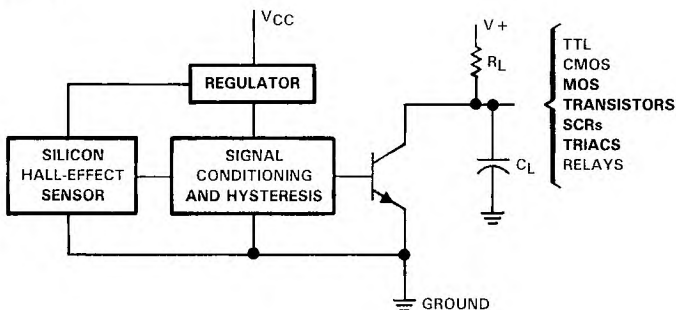 VCC
V+
REGULATOR
RL
TTL
CMOS
MOS
TRANSISTORS
SCRs
TRIACS
RELAYS
SILICON
HALL-EFFECT
SENSOR
SIGNAL
CONDITIONING
AND HYSTERESIS
CL
GROUND